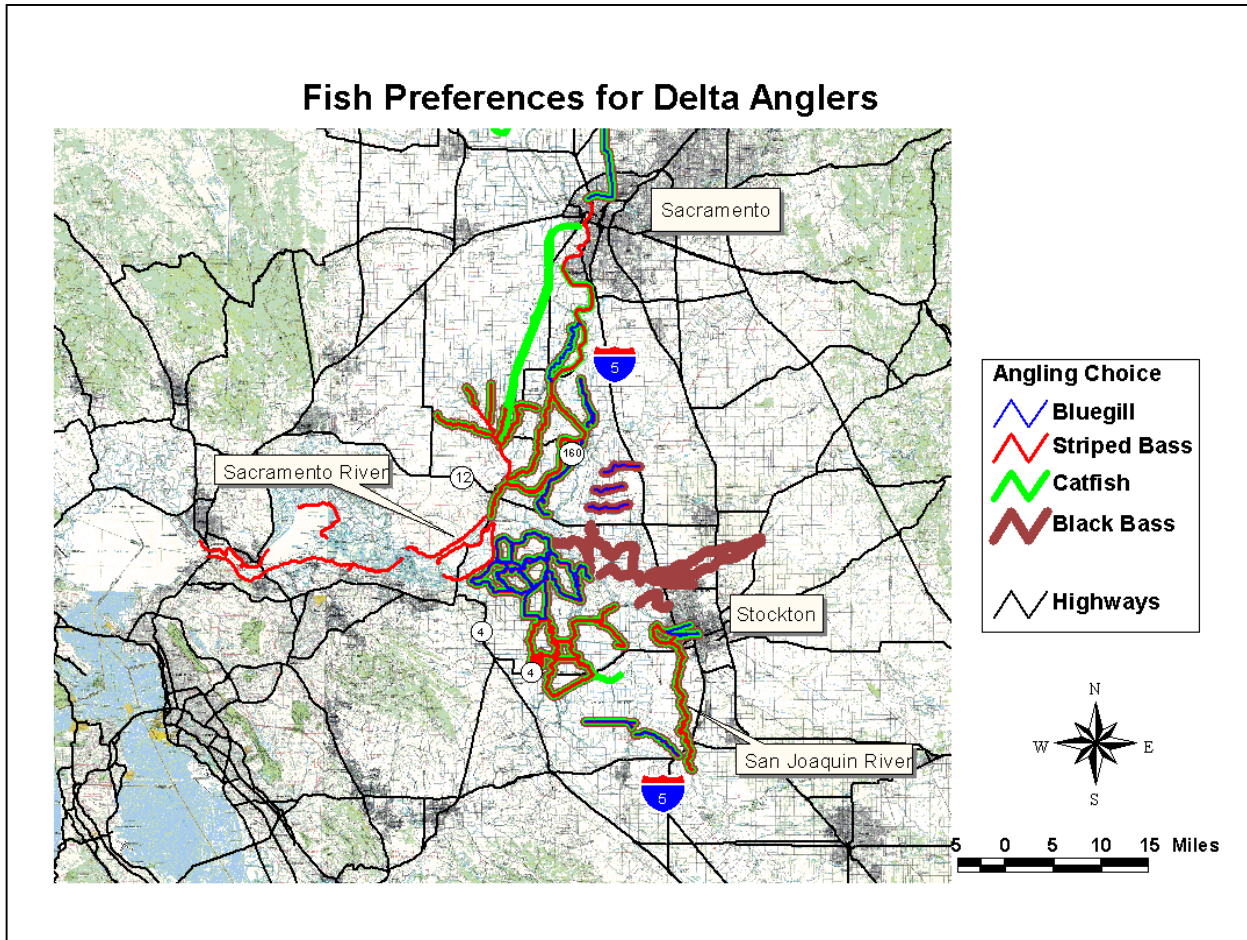 Fish Preferences for Delta Anglers
Sacramento
5
160
Sacramento River
12
Stockton
4
4
San Joaquin River
5
Angling Choice
Bluegill
Striped Bass
Catfish
Black Bass
Highways
N
W E
S
5 0 5 10 15 Miles